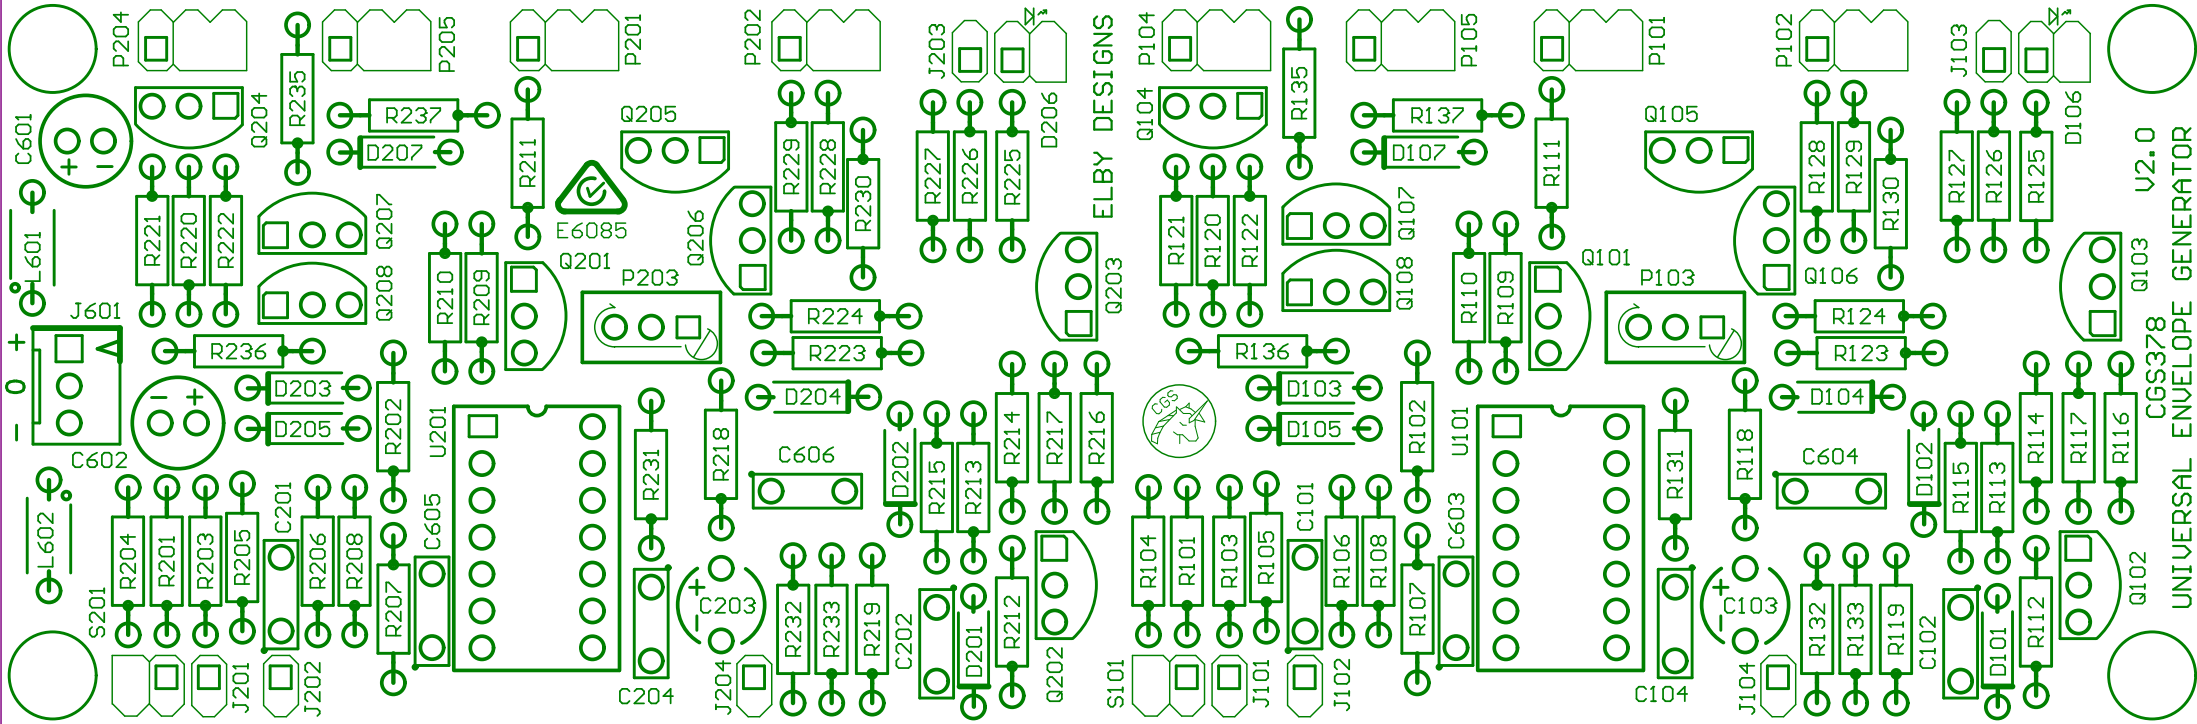 P204
P205
P201
P202
J203
ELBY DESIGNS
P104
P105
P101
P102
J103
C601
Q204
R235
R237
D207
R211
Q205
R229
R228
R230
R227
R226
R225
D206
Q104
R135
R137
D107
R111
Q105
R128
R129
R130
R127
R126
R125
D106
V2.0
L601
R221
R220
R222
Q207
Q208
R210
R209
E6085
Q201
P203
Q206
Q203
R121
R120
R122
Q107
Q108
R110
R109
Q101
P103
Q106
Q103
J601
+
0
-
R236
D203
D205
R202
U201
R224
R223
D204
R136
CGS
D103
D105
R102
U101
R124
R123
D104
CGS378
UNIVERSAL ENVELOPE GENERATOR
C602
L602
R231
R218
C606
D202
R215
R213
R214
R217
R216
R131
R118
C604
D102
R115
R113
R114
R117
R116
S201
R204
R201
R203
R205
C201
R206
R208
R207
C605
C203
C204
R232
R233
R219
C202
D201
R212
Q202
R104
R101
R103
R105
C101
R106
R108
R107
C603
C103
C104
R132
R133
R119
C102
D101
R112
Q102
J201
J202
J204
S101
J101
J102
J104